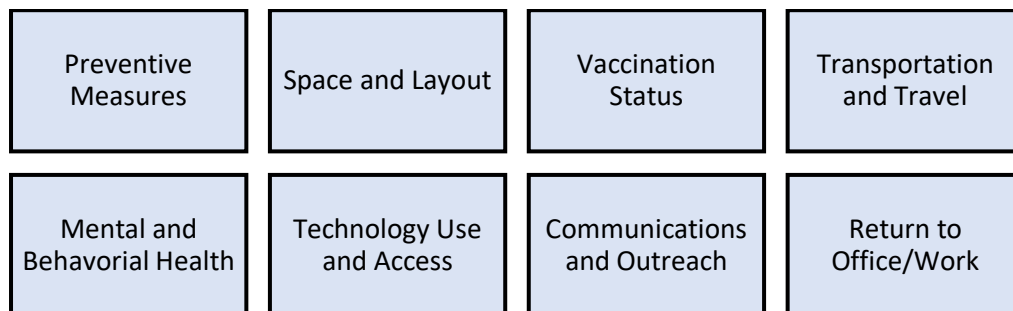 Preventive
Measures
Space and Layout
Vaccination
Status
Transportation
and Travel
Mental and
Behavorial Health
Technology Use
and Access
Communications
and Outreach
Return to
Office/Work